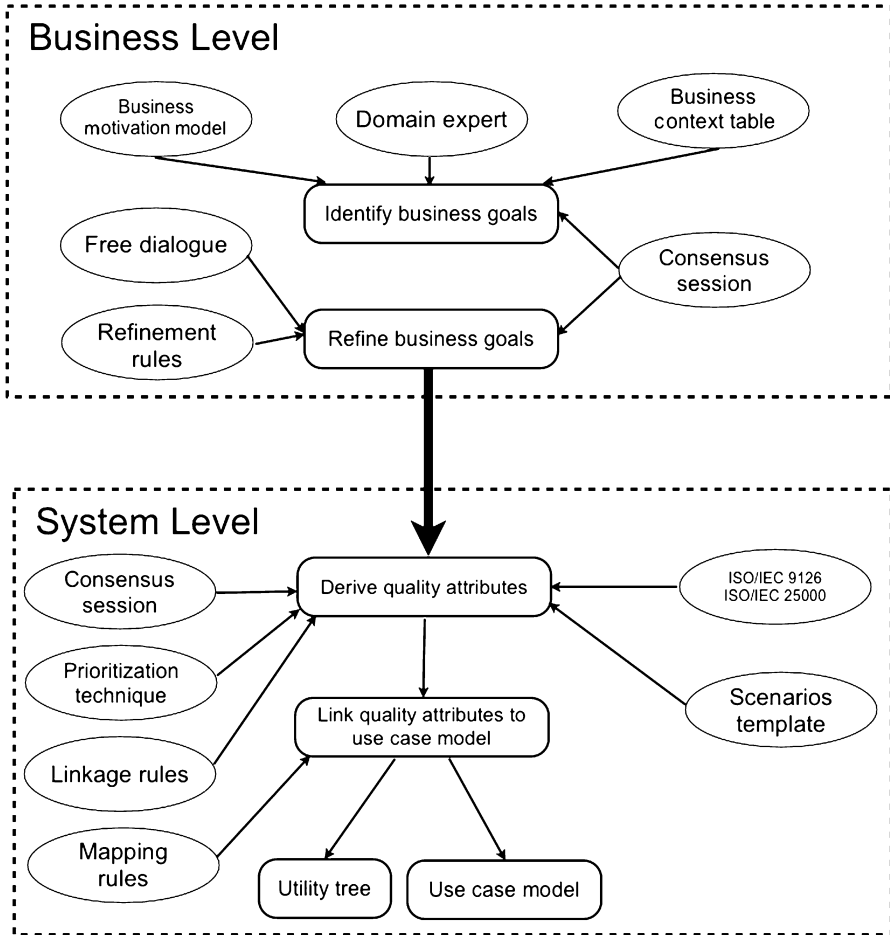 Business Level
Business
motivation model
Domain expert
Business
context table
Identify business goals
Free dialogue
Consensus
session
Refinement
rules
Refine business goals
System Level
Consensus
session
Derive quality attributes
ISO/IEC 9126
ISO/IEC 25000
Prioritization
technique
Scenarios
template
Link quality attributes to
use case model
Linkage rules
Mapping
rules
Utility tree
Use case model